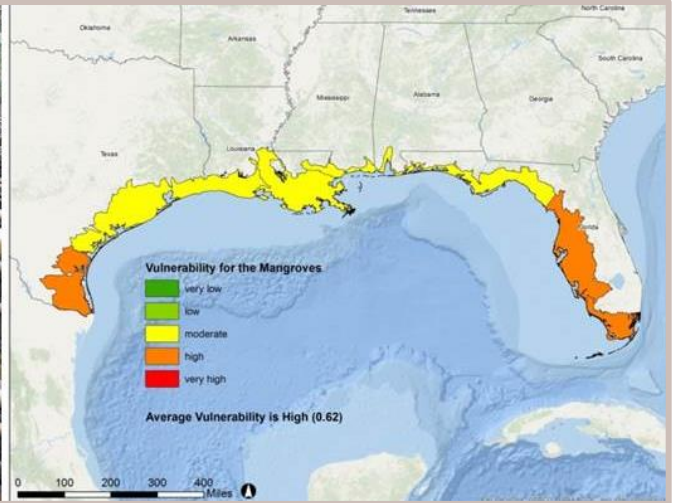 Oklahoma
Arkansas
Tennessee
North Carolina
South Carolina
Mississippi
Alabama
Georgia
Texas
Louisiana
Florida
Vulnerability for the Mangroves
very low
low
moderate
high
very high
Average Vulnerability is High (0.62)
0 100 200 300 400
Miles